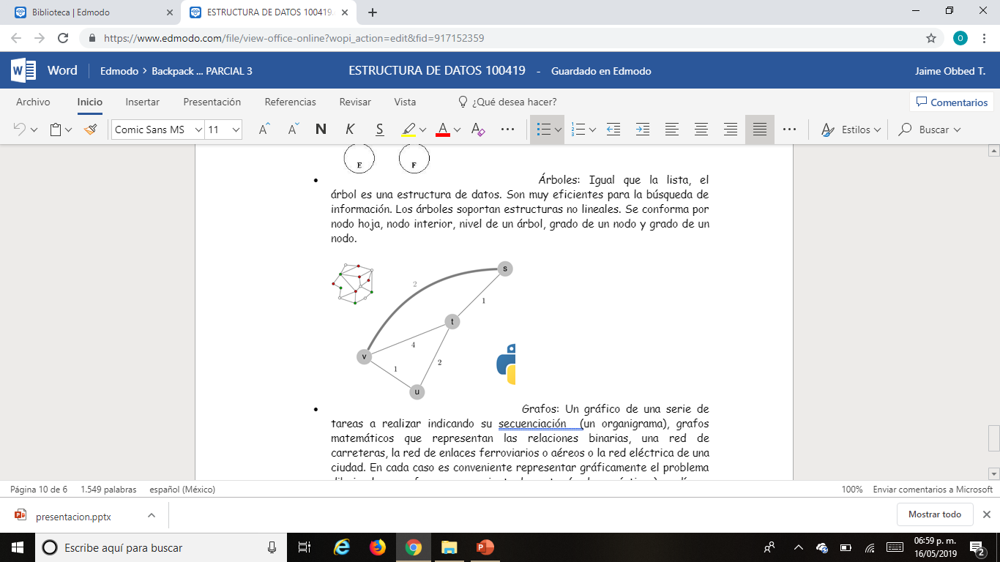 Biblioteca | Edmodo
ESTRUCTURA DE DATOS 100419.
https://www.edmodo.com/file/view-office-online?wopi_action=edit&fid=917152359
O
Word
Edmodo > Backpack ... PARCIAL 3
ESTRUCTURA DE DATOS 100419 - Guardado en Edmodo
Jaime Obbed T.
Archivo Inicio Insertar Presentación Referencias Revisar Vista ¿Qué desea hacer? Comentarios
Comic Sans MS 11 N K S Estilos Buscar
E F
• Árboles: Igual que la lista, el
árbol es una estructura de datos. Son muy eficientes para la búsqueda de
información. Los árboles soportan estructuras no lineales. Se conforma por
nodo hoja, nodo interior, nivel de un árbol, grado de un nodo y grado de un
nodo.
s
2
1
t
4
v
2
1
u
• Grafos: Un gráfico de una serie de
tareas a realizar indicando su secuenciación (un organigrama), grafos
matemáticos que representan las relaciones binarias, una red de
carreteras, la red de enlaces ferroviarios o aéreos o la red eléctrica de una
ciudad. En cada caso es conveniente representar gráficamente el problema
Página 10 de 6 1.549 palabras español (México) 100% Enviar comentarios a Microsoft
presentacion.pptx
Mostrar todo
Escribe aquí para buscar
06:59 p. m.
16/05/2019
2